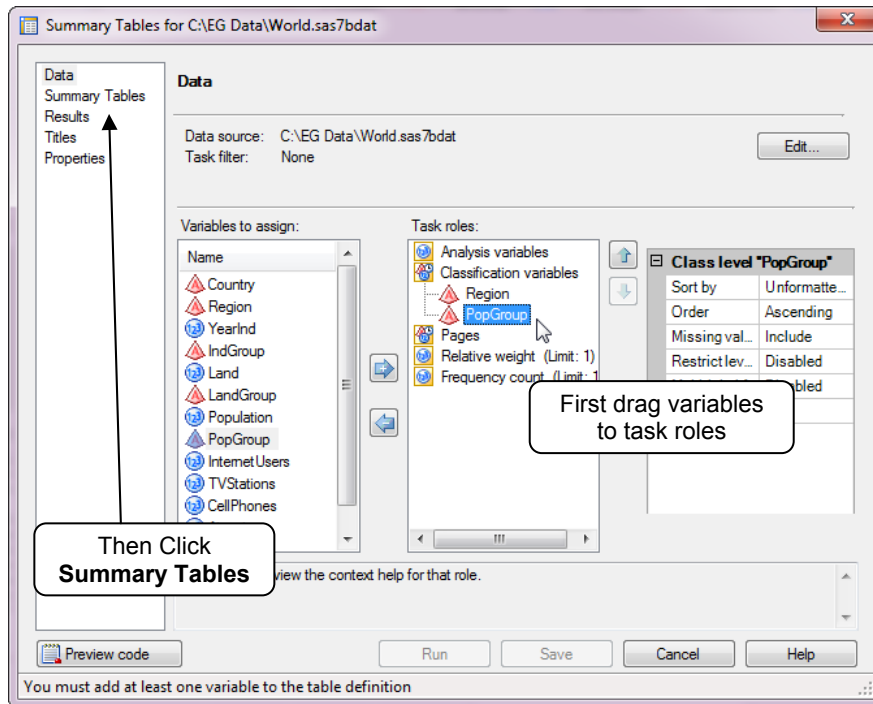 Summary Tables for C:\EG Data\World.sas7bdat
Data
Summary Tables
Results
Titles
Properties
Data
Data source: C:\EG Data\World.sas7bdat
Task filter: None
Edit...
Variables to assign:
Name
Country
Region
YearInd
IndGroup
Land
LandGroup
Population
PopGroup
InternetUsers
TVStations
CellPhones
Task roles:
Analysis variables
Classification variables
Region
PopGroup
Pages
Relative weight (Limit: 1)
Frequency count (Limit: 1
Class level "PopGroup"
Sort by Unformatte...
Order Ascending
Missing val... Include
Restrict lev... Disabled
First drag variables
to task roles
Then Click
Summary Tables
view the context help for that role.
Preview code
Run
Save
Cancel
Help
You must add at least one variable to the table definition